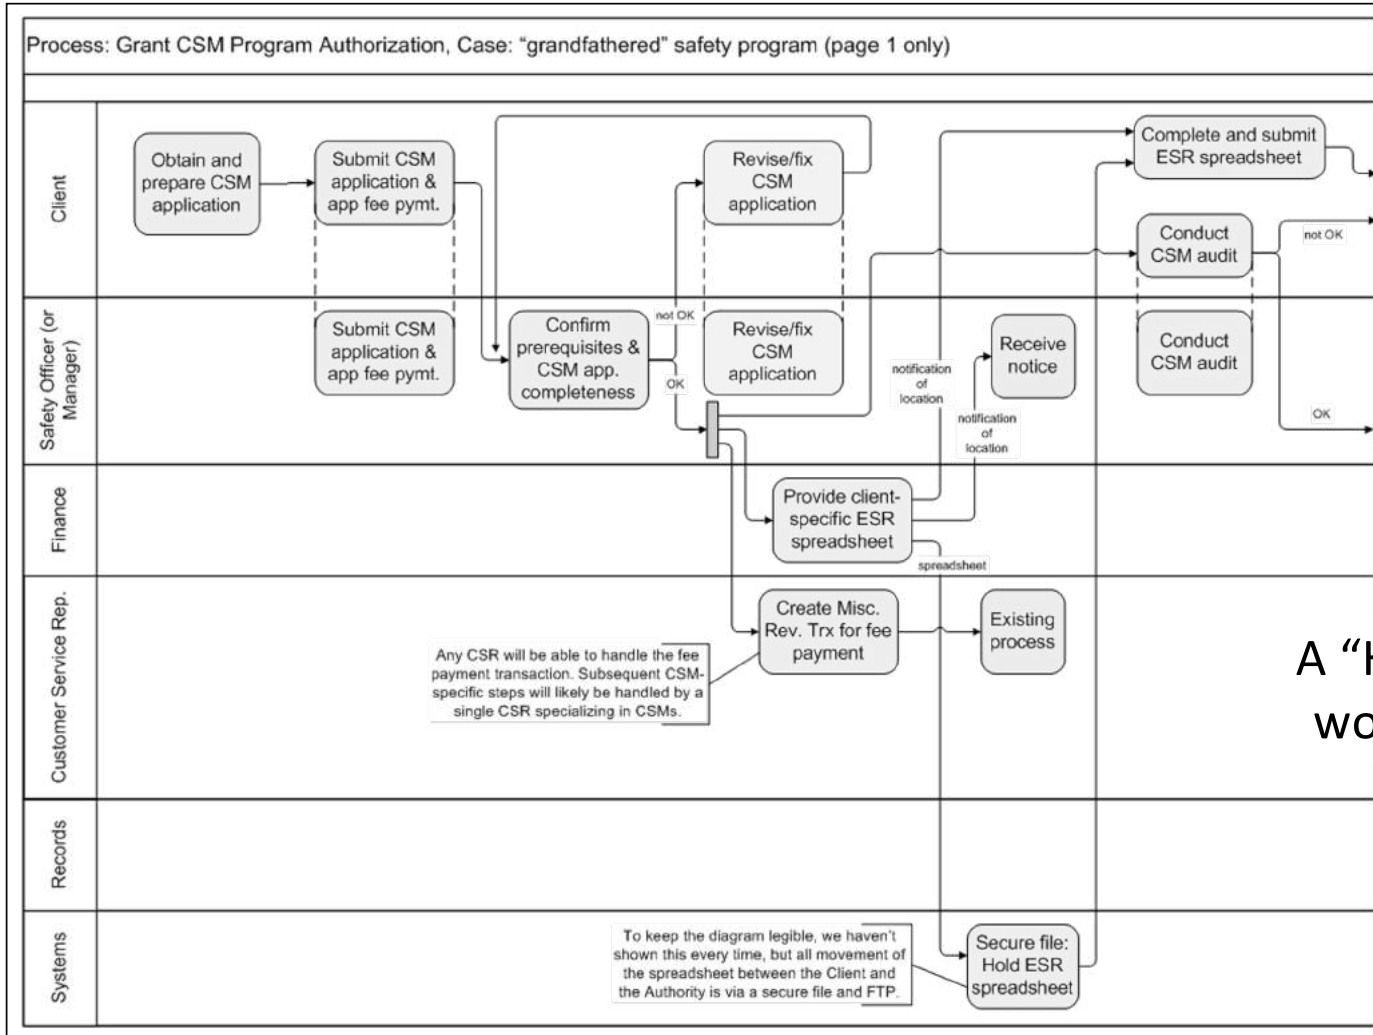 Process: Grant CSM Program Authorization, Case: “grandfathered” safety program (page 1 only)
Client
Obtain and
prepare CSM
application
Submit CSM
application &
app fee pymt.
Revise/fix
CSM
application
Complete and submit
ESR spreadsheet
Conduct
CSM audit
not OK
Safety Officer (or
Manager)
Submit CSM
application &
app fee pymt.
Confirm
prerequisites &
CSM app.
completeness
not OK
OK
Revise/fix
CSM
application
notification
of
location
Receive
notice
notification
of
location
Conduct
CSM audit
OK
Finance
Provide client-
specific ESR
spreadsheet
spreadsheet
Customer Service Rep.
Any CSR will be able to handle the fee
payment transaction. Subsequent CSM-
specific steps will likely be handled by a
single CSR specializing in CSMs.
Create Misc.
Rev. Trx for fee
payment
Existing
process
A “
Records
Systems
To keep the diagram legible, we haven’t
shown this every time, but all movement of
the spreadsheet between the Client and
the Authority is via a secure file and FTP.
Secure file:
Hold ESR
spreadsheet